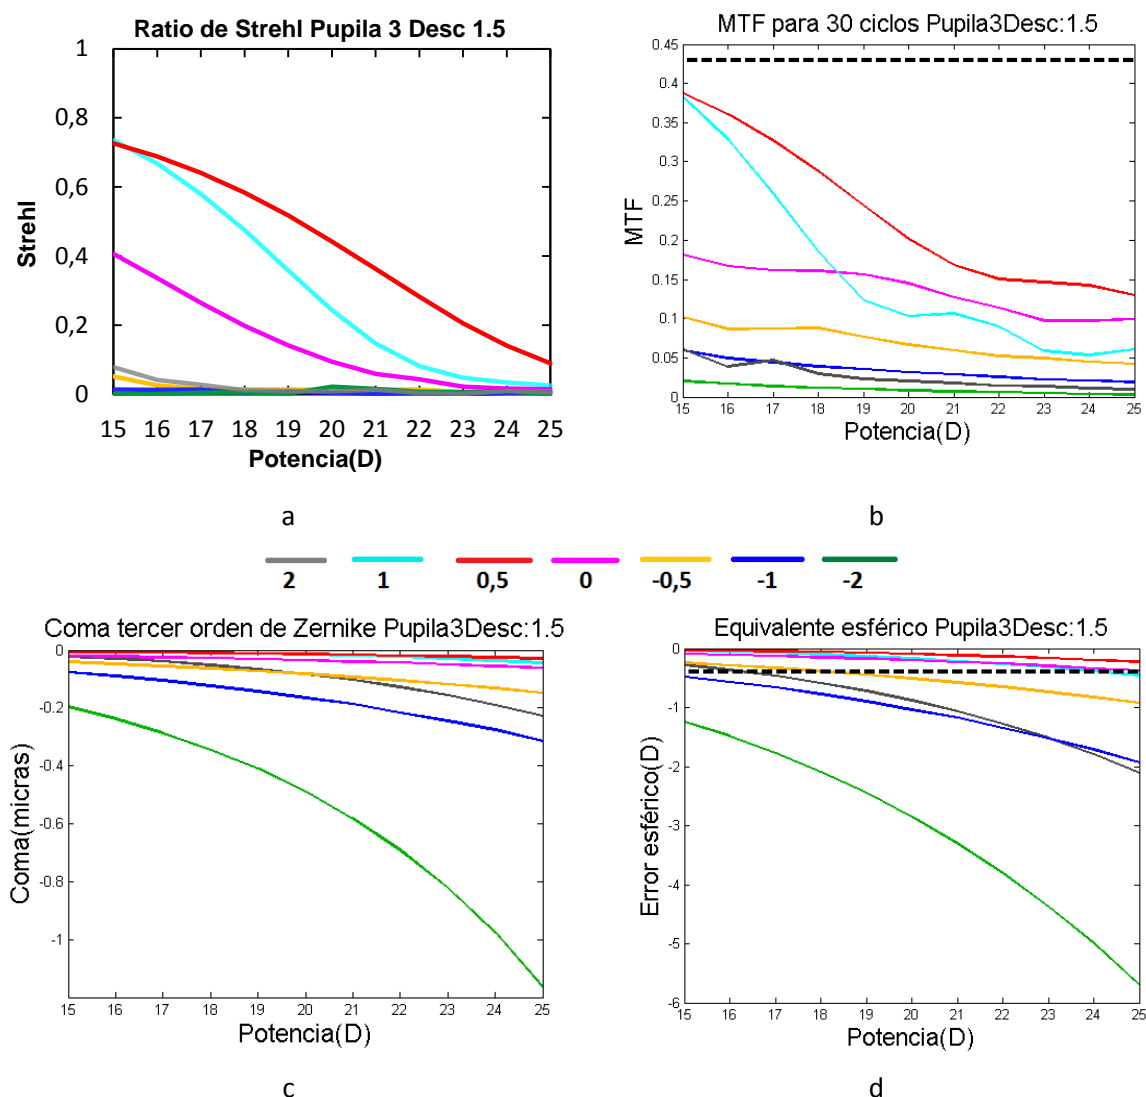 Ratio de Strehl Pupila 3 Desc 1.5
1
0,8
0,6
0,4
0,2
0
Strehl
15 16 17 18 19 20 21 22 23 24 25
Potencia(D)
a
MTF para 30 ciclos Pupila3Desc:1.5
0.45
0.4
0.35
0.3
0.25
0.2
0.15
0.1
0.05
0
MTF
15 16 17 18 19 20 21 22 23 24 25
Potencia(D)
b
2 1 0,5 0 -0,5 -1 -2
Coma tercer orden de Zernike Pupila3Desc:1.5
0
-0.2
-0.4
-0.6
-0.8
-1
Coma(micras)
15 16 17 18 19 20 21 22 23 24 25
Potencia(D)
c
Equivalente esférico Pupila3Desc:1.5
0
-1
-2
-3
-4
-5
-6
Error esférico(D)
15 16 17 18 19 20 21 22 23 24 25
Potencia(D)
d